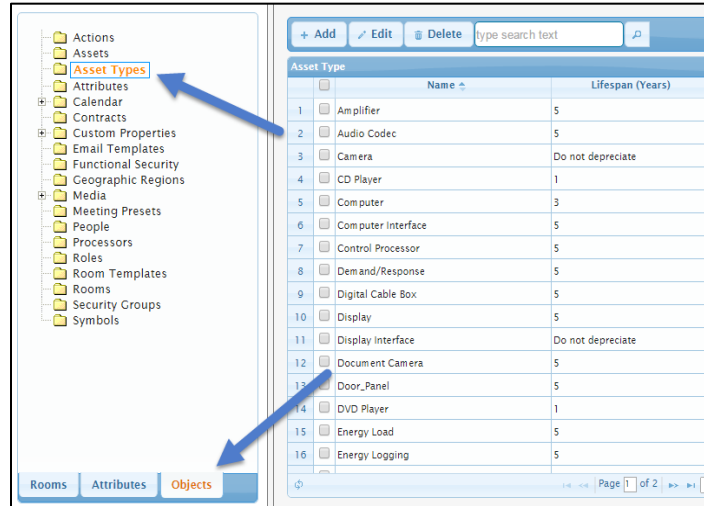 Actions
Assets
Asset Types
Attributes
Calendar
Contracts
Custom Properties
Email Templates
Functional Security
Geographic Regions
Media
Meeting Presets
People
Processors
Roles
Room Templates
Rooms
Security Groups
Symbols
Rooms Attributes Objects
+ Add Edit Delete type search text
Asset Type
Name Lifespan (Years)
1 Amplifier 5
2 Audio Codec 5
3 Camera Do not depreciate
4 CD Player 1
5 Computer 3
6 Computer Interface 5
7 Control Processor 5
8 Demand/Response 5
9 Digital Cable Box 5
10 Display 5
11 Display Interface Do not depreciate
12 Document Camera 5
13 Door_Panel 5
14 DVD Player 1
15 Energy Load 5
16 Energy Logging 5
Page 1 of 2